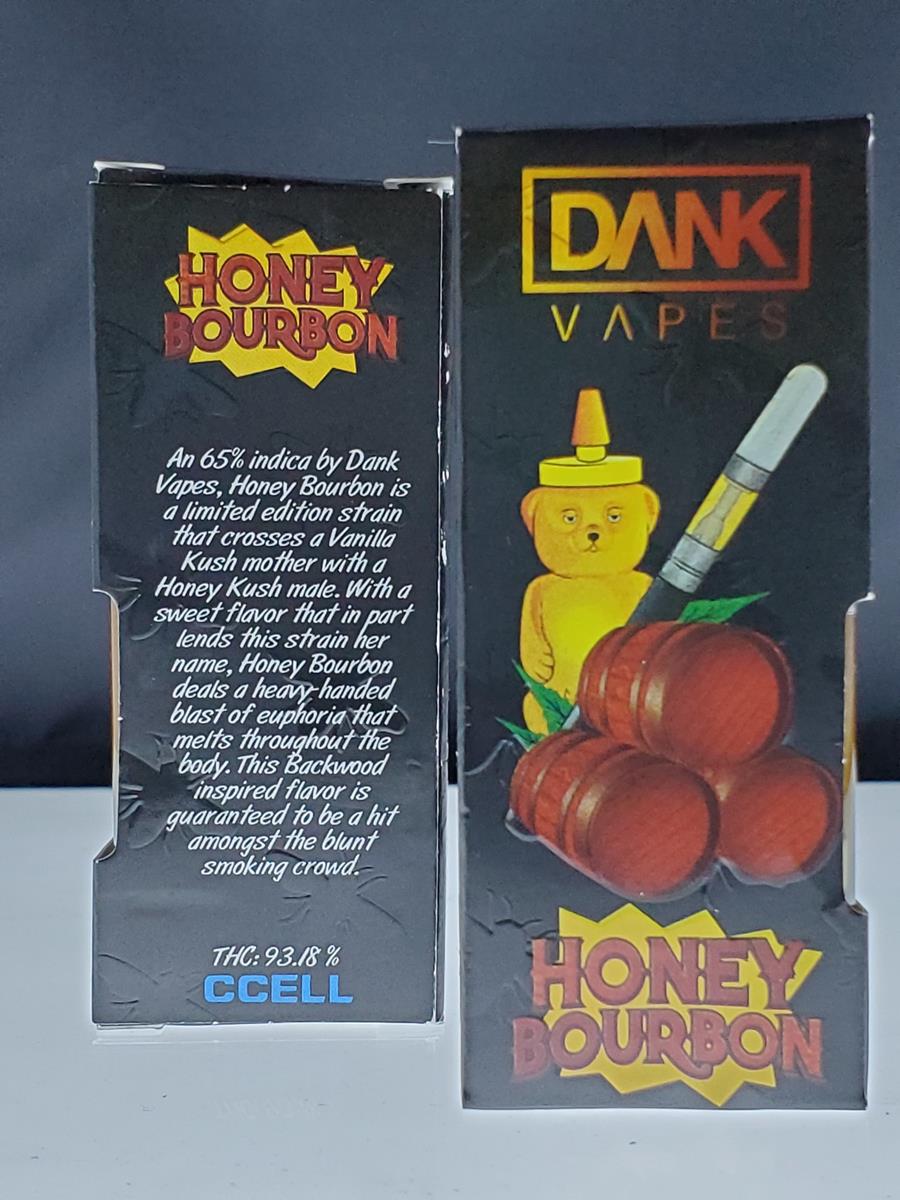 HONEY
BOURBON
An 65% indica by Dank
Vapes, Honey Bourbon is
a limited edition strain
that crosses a Vanilla
Kush mother with a
Honey Kush male. With a
sweet flavor that in part
lends this strain her
name, Honey Bourbon
deals a heavy-handed
blast of euphoria that
melts throughout the
body. This Backwood
inspired flavor is
guaranteed to be a hit
amongst the blunt
smoking crowd.
THC: 93.18 %
CCELL
DANK
VAPES
HONEY
BOURBON